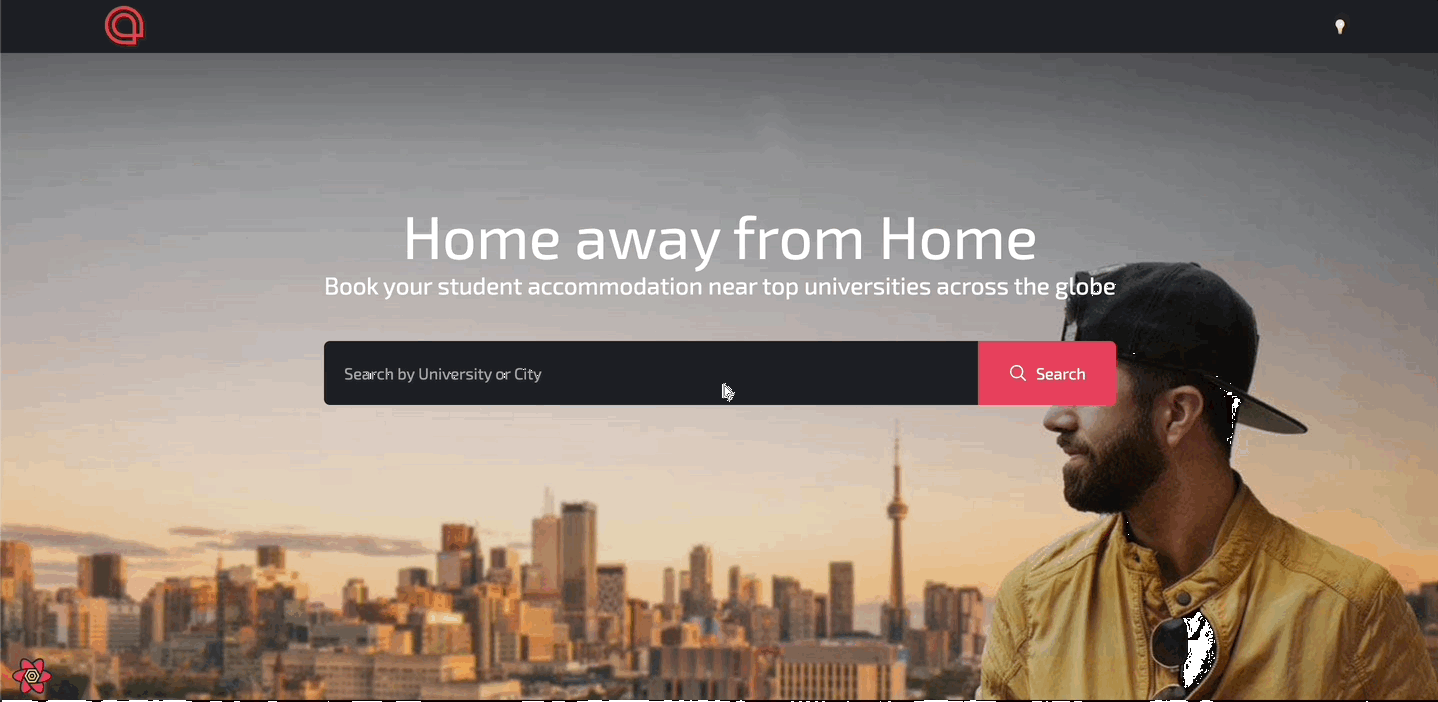 Home away from Home
Book your student accommodation near top universities across the globe
Search by University or City
Search